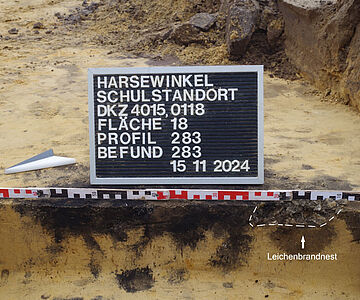 HARSEWINKEL
SCHULSTANDORT
DKZ 4015,0118
FLÄCHE 18
PROFIL 283
BEFUND 283
15 11 2024
Leichenbrandnest